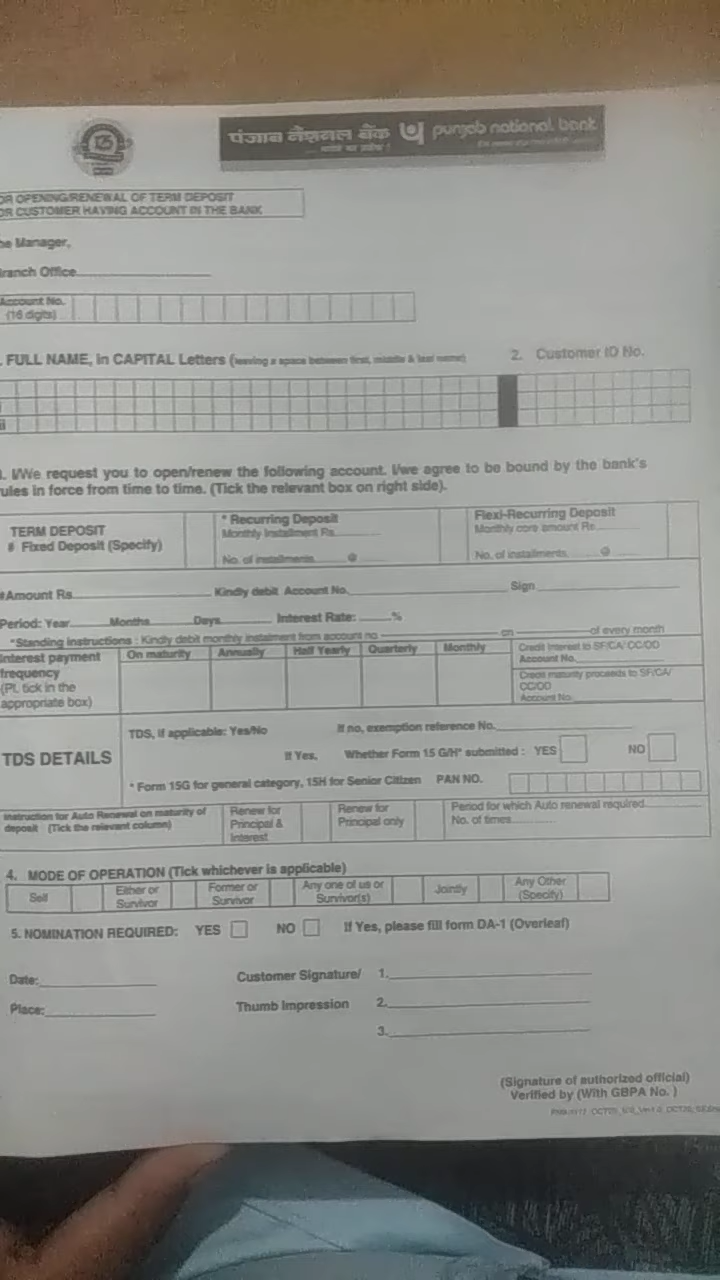 125
पंजाब नैशनल बैंक punjab national bank
OR OPENING/RENEWAL OF TERM DEPOSIT
OR CUSTOMER HAVING ACCOUNT IN THE BANK
he Manager,
ranch Office
Account No.
(16 digits)
. FULL NAME, in CAPITAL Letters (leaving a space between first, middle & last name) 2. Customer ID No.
. I/We request you to open/renew the following account. I/we agree to be bound by the bank's
ules in force from time to time. (Tick the relevant box on right side).
TERM DEPOSIT
# Fixed Deposit (Specify)
* Recurring Deposit
Monthly Installment Rs.
No. of installments @
Flexi-Recurring Deposit
Monthly core amount Rs
No. of installments @
#Amount Rs Kindly debit Account No. Sign
Period: Year Months Days Interest Rate: %
*Standing Instructions : Kindly debit monthly instalment from account no. on of every month
Interest payment
frequency
(Pl. tick in the
appropriate box)
On maturity Annually Half Yearly Quarterly Monthly
Credit Interest to SF/CA/ CC/OD
Account No.
Credit maturity proceeds to SF/CA/
CC/OD
Account No.
TDS DETAILS
TDS, if applicable: Yes/No If no, exemption reference No.
If Yes, Whether Form 15 G/H* submitted : YES NO
* Form 15G for general category, 15H for Senior Citizen PAN NO.
Instruction for Auto Renewal on maturity of
deposit (Tick the relevant column)
Renew for
Principal &
Interest
Renew for
Principal only
Period for which Auto renewal required
No. of times
4. MODE OF OPERATION (Tick whichever is applicable)
Self
Either or
Survivor
Former or
Survivor
Any one of us or
Survivor(s)
Jointly
Any Other
(Specify)
5. NOMINATION REQUIRED: YES NO If Yes, please fill form DA-1 (Overleaf)
Date: Customer Signature/ 1.
Place: Thumb Impression 2.
3.
(Signature of authorized official)
Verified by (With GBPA No. )